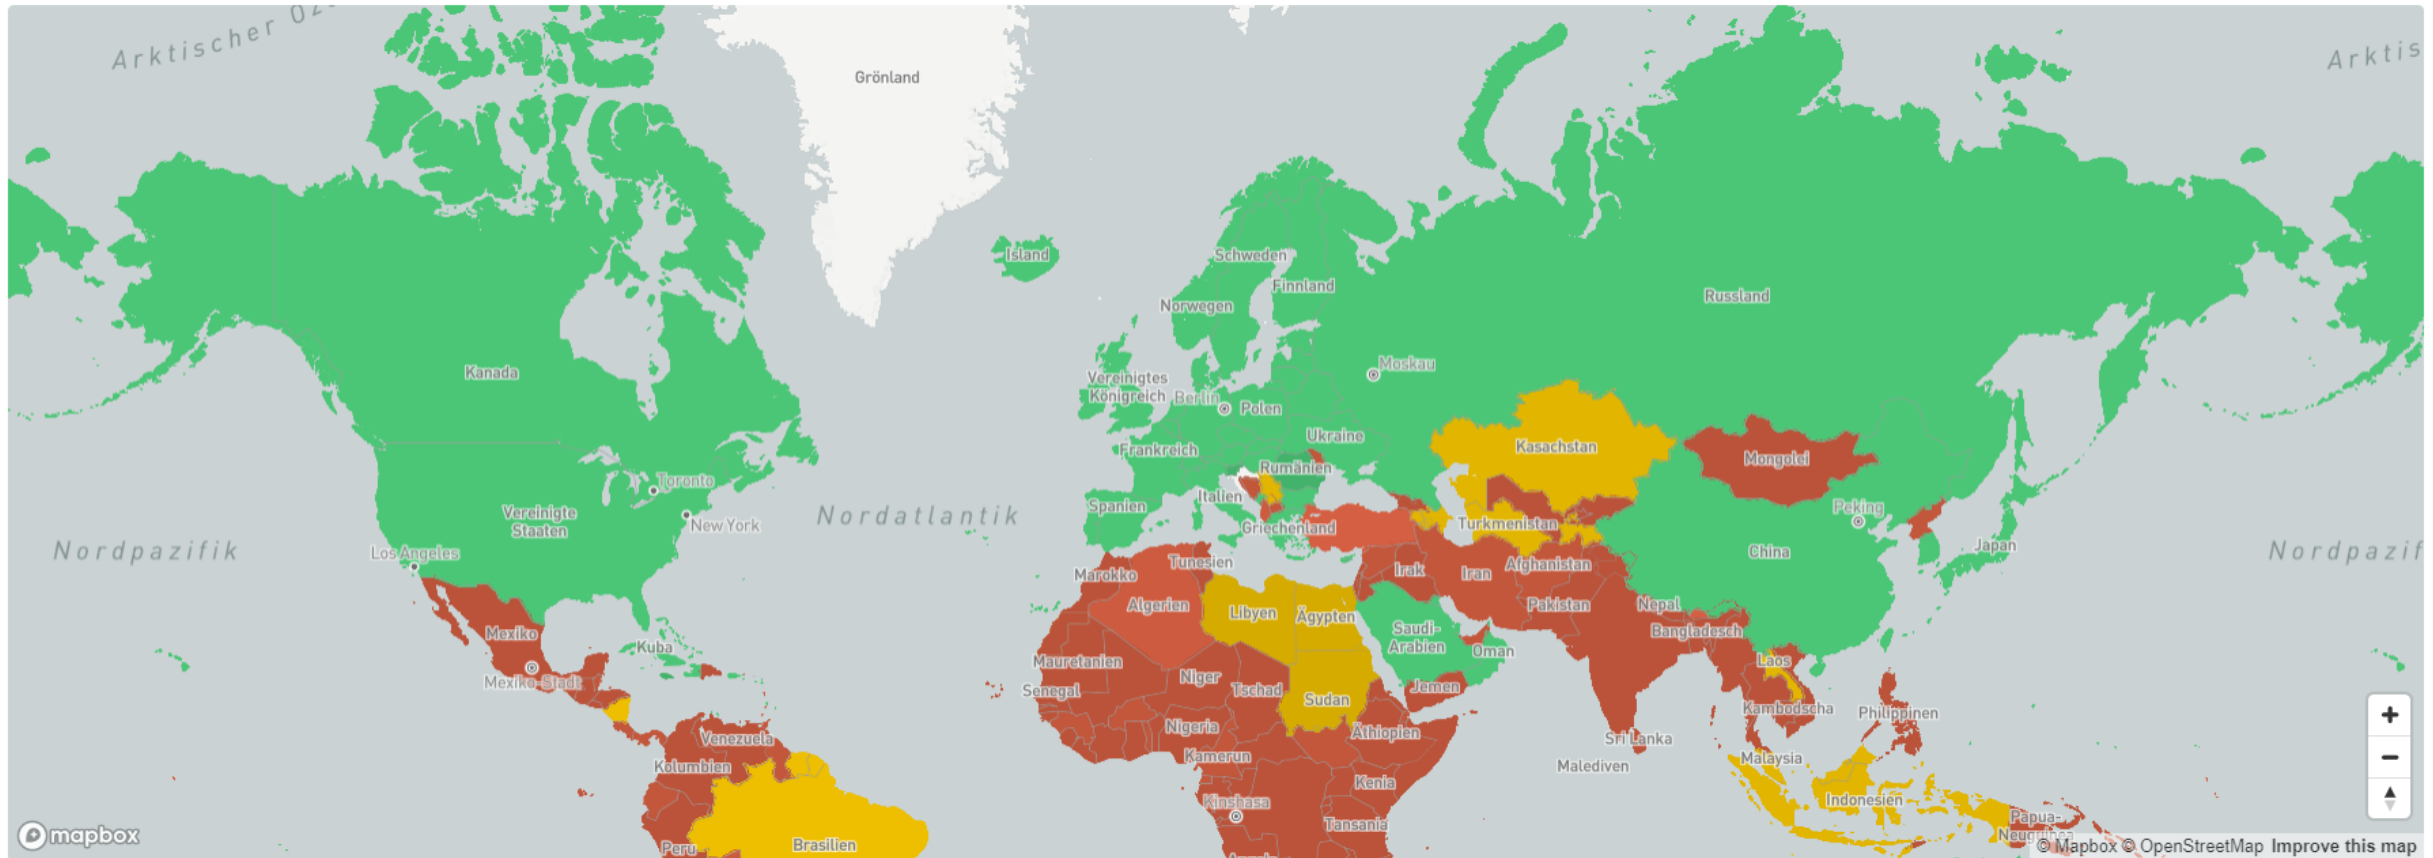 Arktischer Oz
Arktis
Grönland
Island
Schweden
Finnland
Norwegen
Russland
Kanada
Moskau
Vereinigtes
Königreich
Berlin
Polen
Ukraine
Frankreich
Kasachstan
Mongolei
Rumänien
Toronto
Italien
Spanien
Peking
Vereinigte
Staaten
New York
Nordatlantik
Griechenland
Turkmenistan
Nordpazifik
Los Angeles
China
Japan
Nordpazif
Tunesien
Marokko
Irak
Iran
Afghanistan
Algerien
Libyen
Ägypten
Pakistan
Nepal
Mexiko
Saudi-
Arabien
Bangladesch
Kuba
Oman
Mauretanien
Laos
Mexiko-Stadt
Senegal
Niger
Tschad
Sudan
Jemen
Kambodscha
Philippinen
Nigeria
Äthiopien
Venezuela
Sri Lanka
Kolumbien
Kamerun
Malediven
Malaysia
Kenia
Kinshasa
Indonesien
Tansania
Papua-
Neuguinea
Peru
Brasilien
mapbox
© Mapbox © OpenStreetMap Improve this map